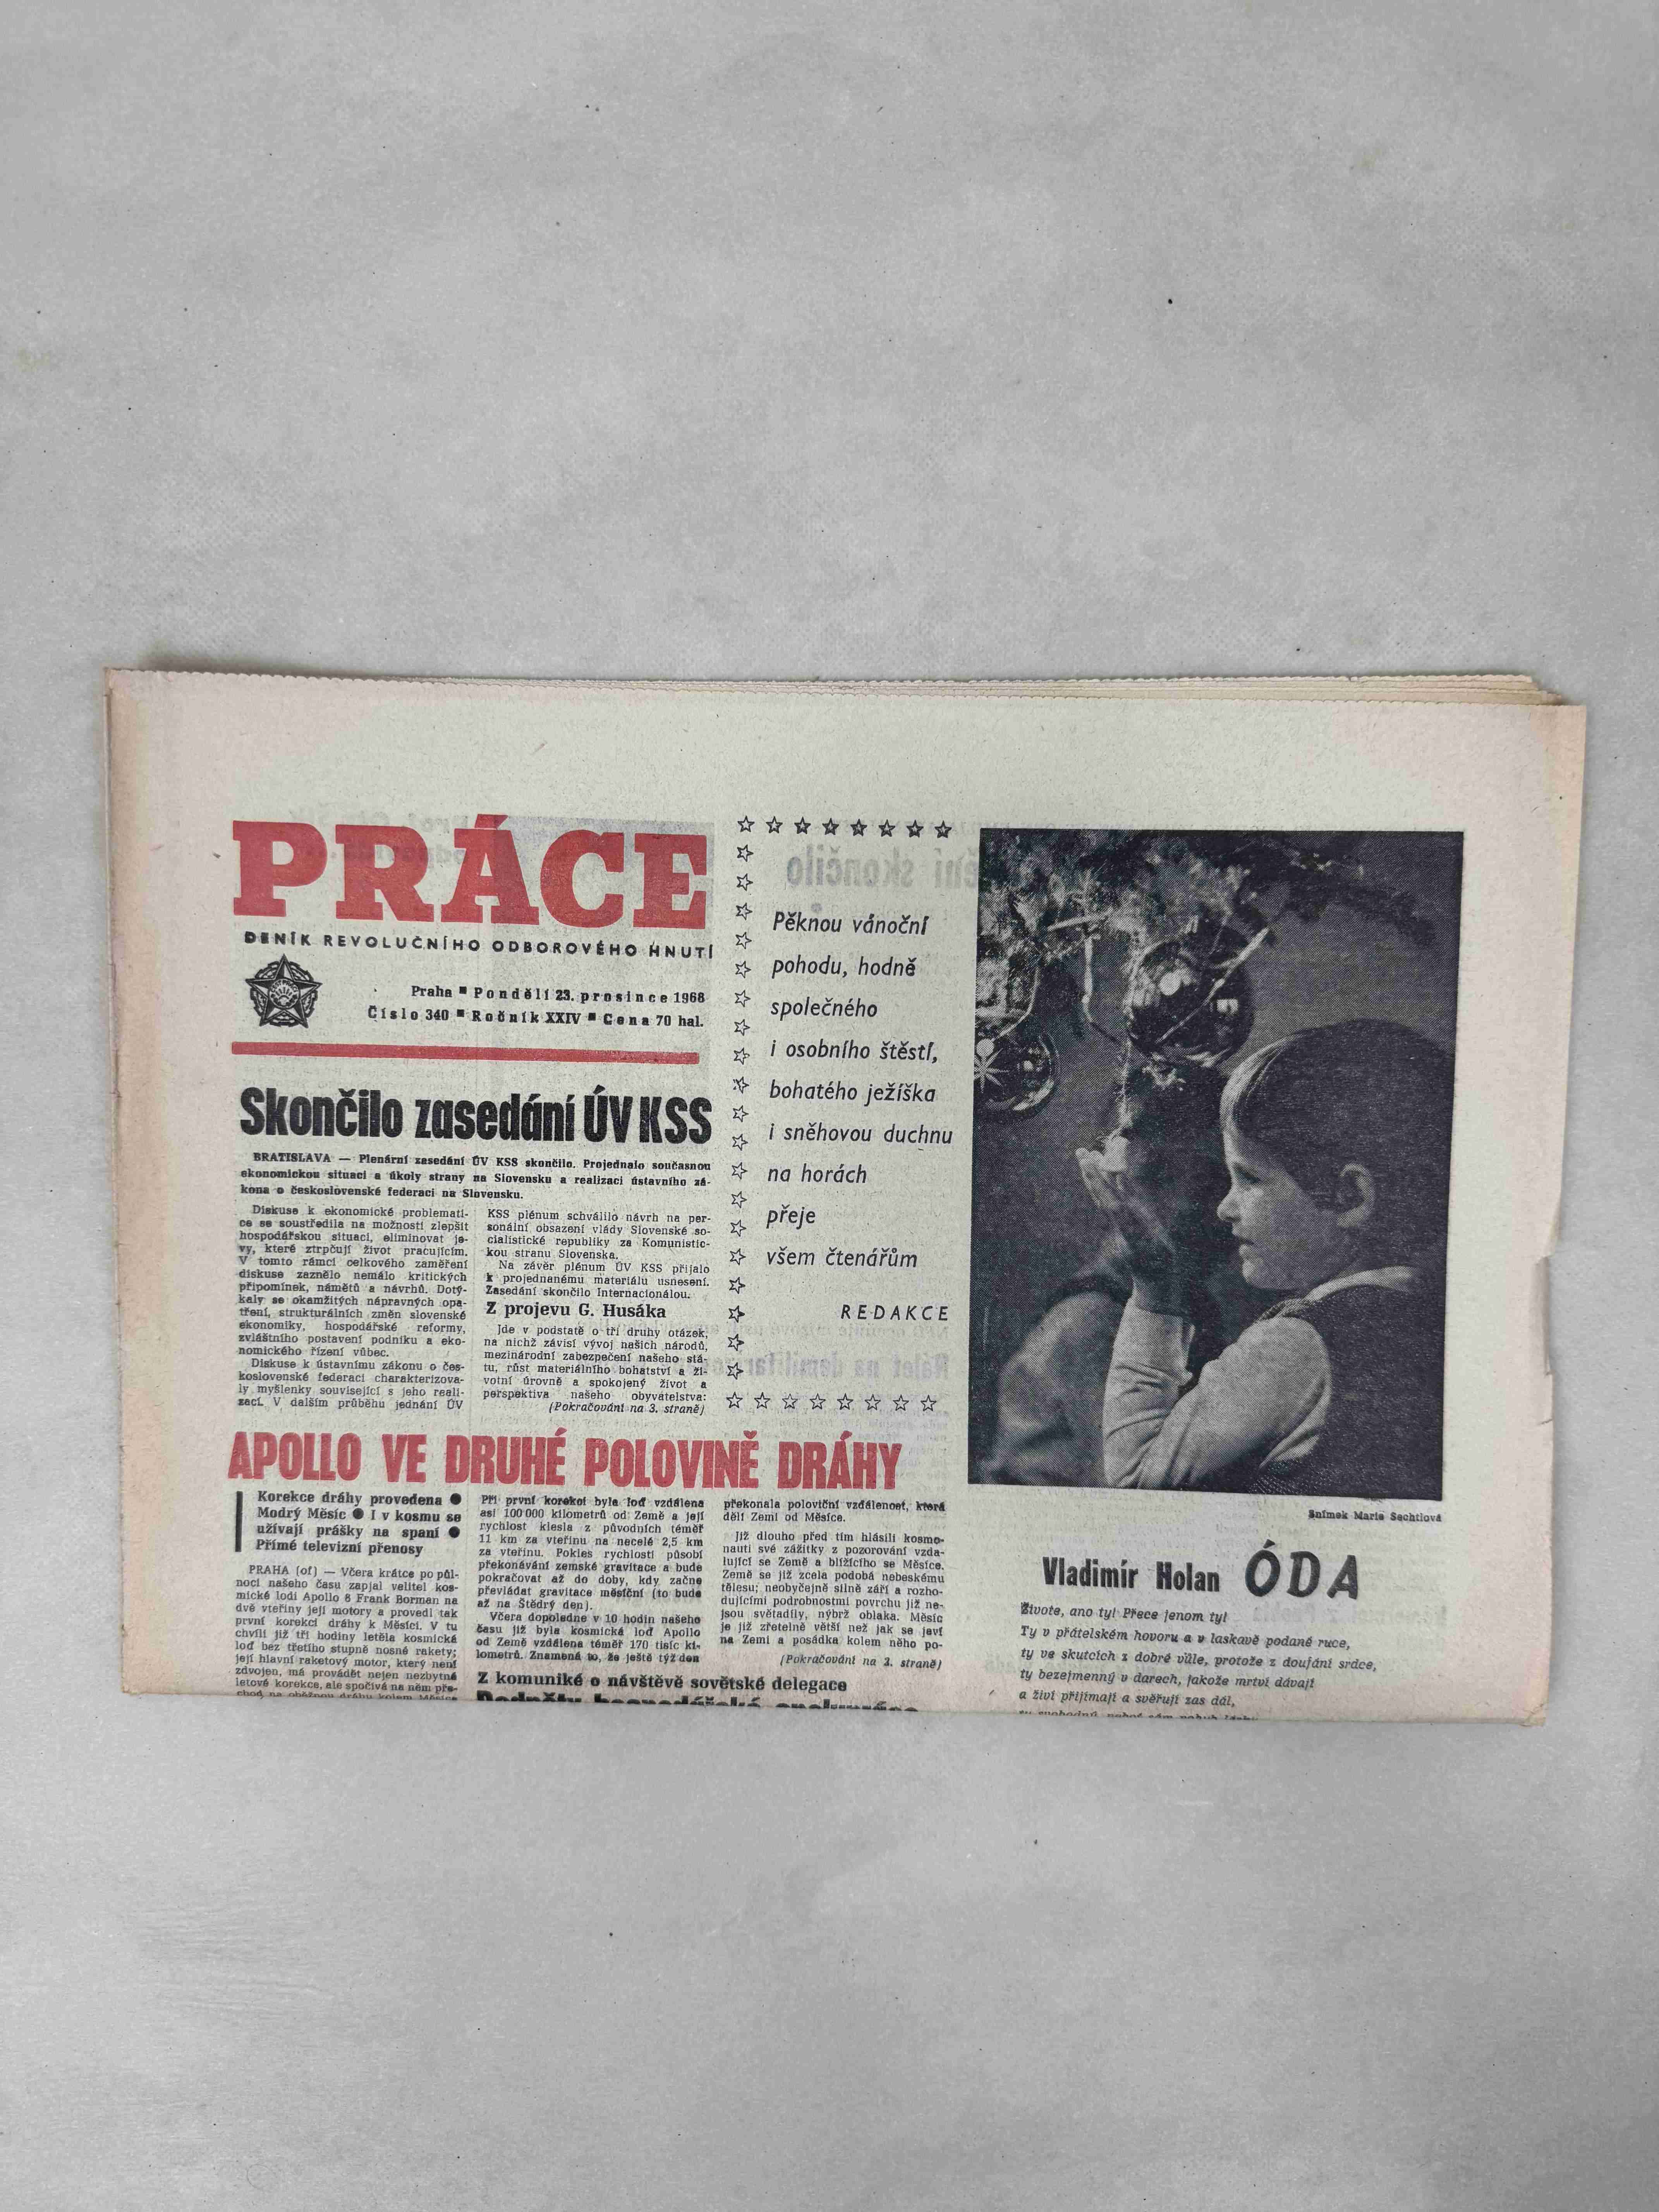 PRÁCE
DENÍK REVOLUČNÍHO ODBOROVÉHO HNUTÍ
Praha ■ Pondělí 23. prosince 1968
Číslo 340 ■ Ročník XXIV ■ Cena 70 hal.
Pěknou vánoční
pohodu, hodně
společného
i osobního štěstí,
bohatého ježíška
i sněhovou duchnu
na horách
přeje
všem čtenářům
REDAKCE
Skončilo zasedání ÚV KSS
BRATISLAVA — Plenární zasedání ÚV KSS skončilo. Projednalo současnou
ekonomickou situaci a úkoly strany na Slovensku a realizaci ústavního zá-
kona o československé federaci na Slovensku.
Diskuse k ekonomické problemati-
ce se soustředila na možnosti zlepšit
hospodářskou situaci, eliminovat je-
vy, které ztrpčují život pracujícím.
V tomto rámci celkového zaměření
diskuse zaznělo nemálo kritických
připomínek, námětů a návrhů. Dotý-
kaly se okamžitých nápravných opa-
tření, strukturálních změn slovenské
ekonomiky, hospodářské reformy,
zvláštního postavení podniku a eko-
nomického řízení vůbec.
Diskuse k ústavnímu zákonu o čes-
koslovenské federaci charakterizova-
ly myšlenky související s jeho reali-
zací. V dalším průběhu jednání ÚV
KSS plénum schválilo návrh na per-
sonální obsazení vlády Slovenské so-
cialistické republiky za Komunistic-
kou stranu Slovenska.
Na závěr plénum ÚV KSS přijalo
k projednanému materiálu usnesení.
Zasedání skončilo Internacionálou.
Z projevu G. Husáka
Jde v podstatě o tři druhy otázek,
na nichž závisí vývoj našich národů,
mezinárodní zabezpečení našeho stá-
tu, růst materiálního bohatství a ži-
votní úrovně a spokojený život a
perspektiva našeho obyvatelstva:
(Pokračování na 3. straně)
APOLLO VE DRUHÉ POLOVINĚ DRÁHY
Korekce dráhy provedena ●
Modrý Měsíc ● I v kosmu se
užívají prášky na spaní ●
Přímé televizní přenosy
PRAHA (of) — Včera krátce po půl-
noci našeho času zapjal velitel kos-
mické lodi Apollo 8 Frank Borman na
dvě vteřiny její motory a provedl tak
první korekci dráhy k Měsíci. V tu
chvíli již tři hodiny letěla kosmická
loď bez třetího stupně nosné rakety;
její hlavní raketový motor, který není
zdvojen, má provádět nejen nezbytné
letové korekce, ale spočívá na něm pře-
chod na oběžnou dráhu kolem Měsíce
Při první korekci byla loď vzdálena
asi 100 000 kilometrů od Země a její
rychlost klesla z původních téměř
11 km za vteřinu na necelé 2,5 km
za vteřinu. Pokles rychlosti působí
překonávání zemské gravitace a bude
pokračovat až do doby, kdy začne
převládat gravitace měsíční (to bude
až na Štědrý den).
Včera dopoledne v 10 hodin našeho
času již byla kosmická loď Apollo
od Země vzdálena téměř 170 tisíc ki-
lometrů. Znamená to, že ještě týž den
překonala poloviční vzdálenost, která
dělí Zemi od Měsíce.
Již dlouho před tím hlásili kosmo-
nauti své zážitky z pozorování vzda-
lující se Země a blížícího se Měsíce.
Země se již zcela podobá nebeskému
tělesu; neobyčejně silně září a rozho-
dujícími podrobnostmi povrchu již ne-
jsou světadíly, nýbrž oblaka. Měsíc
je již zřetelně větší než jak se jeví
na Zemi a posádka kolem něho po-
(Pokračování na 2. straně)
Z komuniké o návštěvě sovětské delegace
Snímek Marie Šechtlová
Vladimír Holan ÓDA
Živote, ano ty! Přece jenom ty!
Ty v přátelském hovoru a v laskavě podané ruce,
ty ve skutcích z dobré vůle, protože z doufání srdce,
ty bezejmenný v darech, jakože mrtví dávají
a živí přijímají a svěřují zas dál,